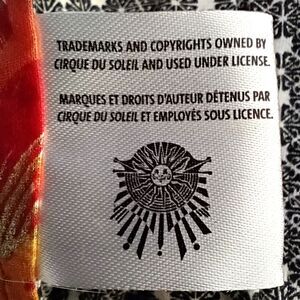 TRADEMARKS AND COPYRIGHTS OWNED BY
CIRQUE DU SOLEIL AND USED UNDER LICENSE.
MARQUES ET DROITS D'AUTEUR DÉTENUS PAR
CIRQUE DU SOLEIL ET EMPLOYÉS SOUS LICENCE.